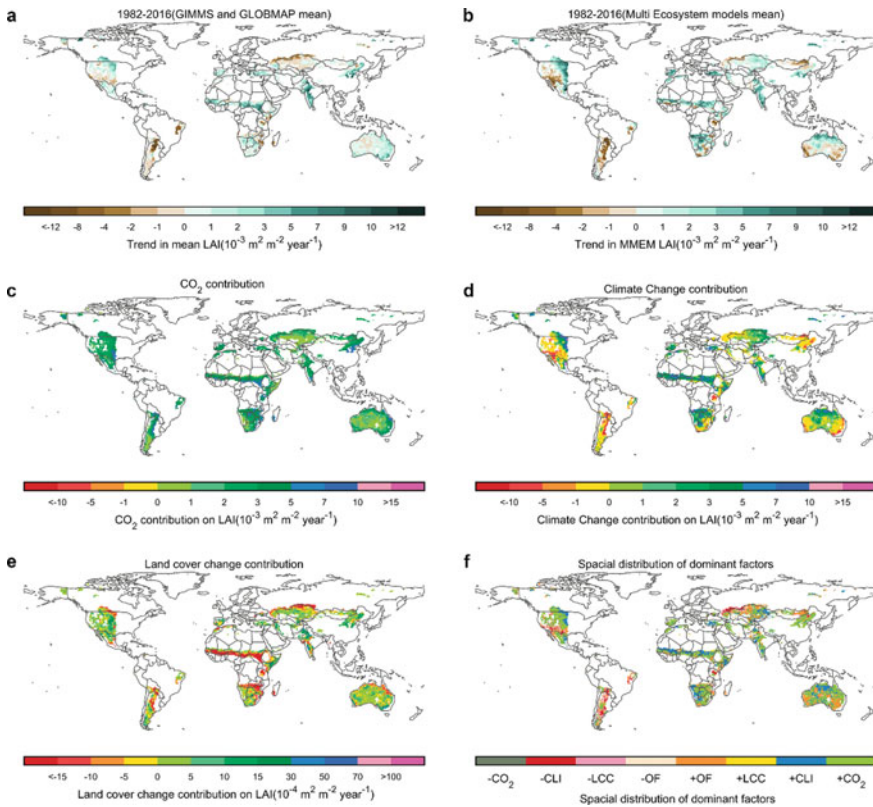 a
1982-2016(GIMMS and GLOBMAP mean)
<-12 -8 -4 -2 -1 0 1 2 3 5 7 9 10 >12
Trend in mean LAI(10⁻³ m² m⁻² year⁻¹)
b
1982-2016(Multi Ecosystem models mean)
<-12 -8 -4 -2 -1 0 1 2 3 5 7 9 10 >12
Trend in MMEM LAI(10⁻³ m² m⁻² year⁻¹)
c
CO₂ contribution
<-10 -5 -1 0 1 2 3 5 7 10 >15
CO₂ contribution on LAI(10⁻³ m² m⁻² year⁻¹)
d
Climate Change contribution
<-10 -5 -1 0 1 2 3 5 7 10 >15
Climate Change contribution on LAI(10⁻³ m² m⁻² year⁻¹)
e
Land cover change contribution
<-15 -10 -5 0 5 10 15 30 50 70 >100
Land cover change contribution on LAI(10⁻⁴ m² m⁻² year⁻¹)
f
Spacial distribution of dominant factors
-CO₂ -CLI -LCC -OF +OF +LCC +CLI +CO₂
Spacial distribution of dominant factors